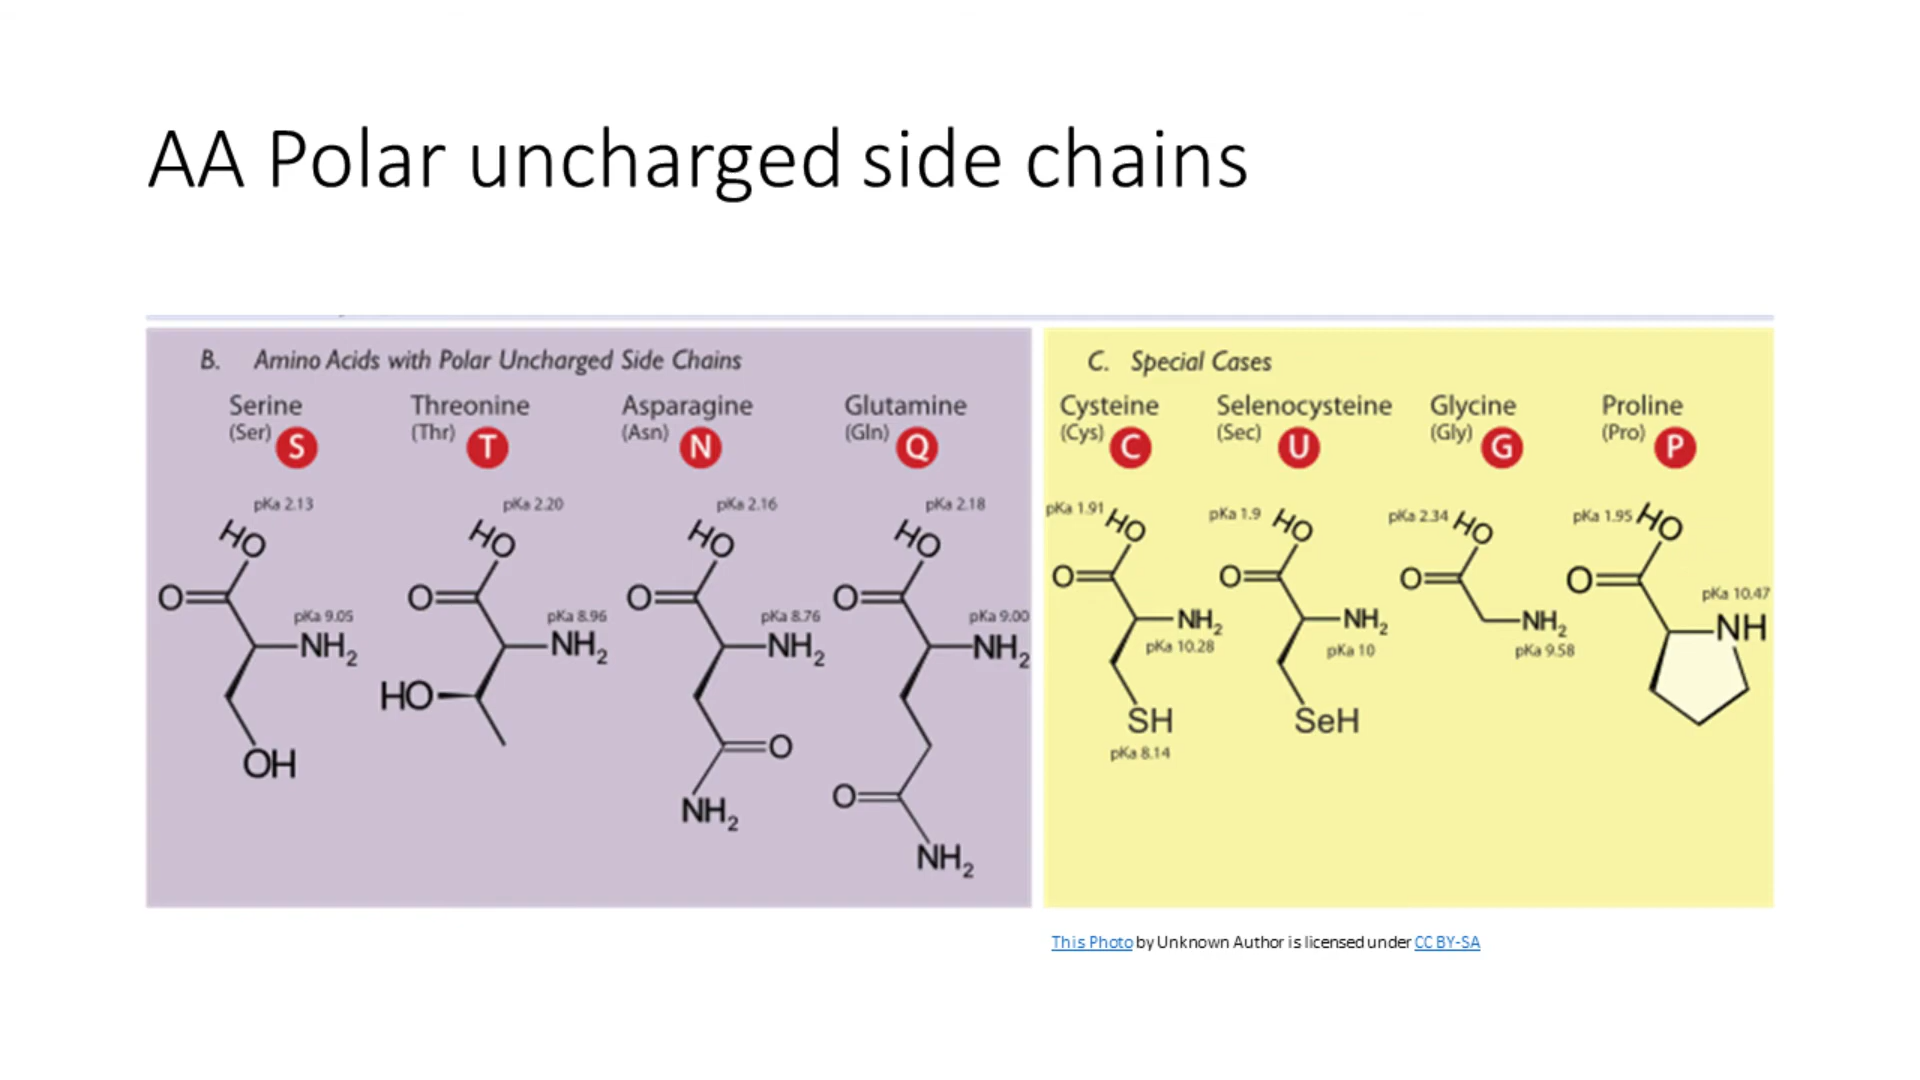 AA Polar uncharged side chains
B. Amino Acids with Polar Uncharged Side Chains
Serine
(Ser) S
Threonine
(Thr) T
Asparagine
(Asn) N
Glutamine
(Gln) Q
pKa 2.13
HO
O
pKa 9.05
NH2
OH
pKa 2.20
HO
O
pKa 8.96
NH2
HO
pKa 2.16
HO
O
pKa 8.76
NH2
O
NH2
pKa 2.18
HO
O
pKa 9.00
NH2
O
NH2
C. Special Cases
Cysteine
(Cys) C
Selenocysteine
(Sec) U
Glycine
(Gly) G
Proline
(Pro) P
pKa 1.91
HO
O
NH2
pKa 10.28
SH
pKa 8.14
pKa 1.9
HO
O
NH2
pKa 10
SeH
pKa 2.34
HO
O
NH2
pKa 9.58
pKa 1.95
HO
O
pKa 10.47
NH
This Photo by Unknown Author is licensed under CC BY-SA